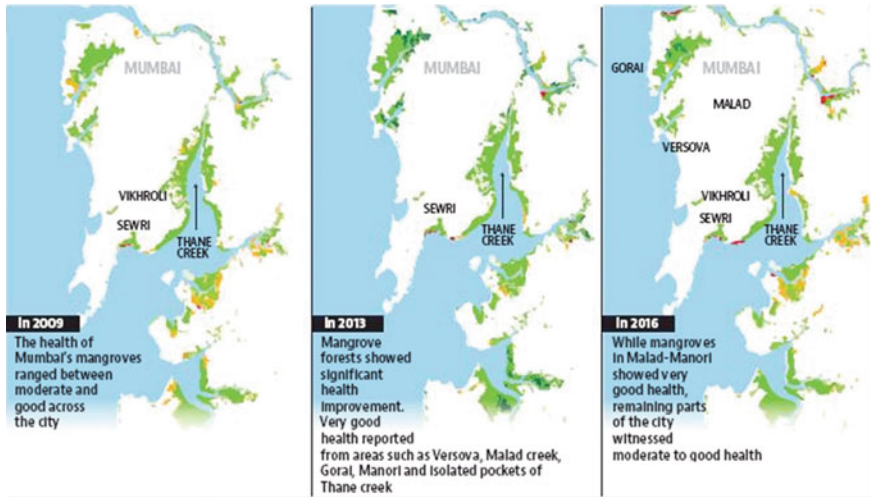 MUMBAI
VIKHROLI
SEWRI
THANE
CREEK
In 2009
The health of
Mumbai's mangroves
ranged between
moderate and
good across
the city
SEWRI
THANE
CREEK
In 2013
Mangrove
forests showed
significant
health
improvement.
Very good
health reported
from areas such as Versova, Malad creek,
Gorai, Manori and isolated pockets of
Thane creek
GORAI
MUMBAI
MALAD
VERSOVA
VIKHROLI
SEWRI
THANE
CREEK
In 2016
While mangroves
in Malad-Manori
showed very
good health,
remaining parts
of the city
witnessed
moderate to good health